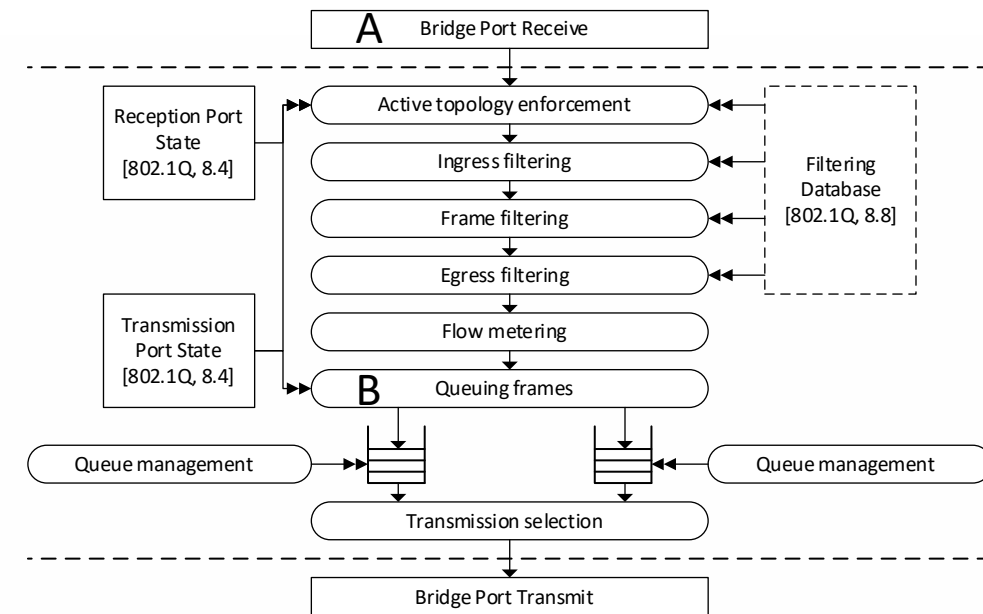 A Bridge Port Receive
Active topology enforcement
Reception Port
State
[802.1Q, 8.4]
Ingress filtering
Filtering
Database
[802.1Q, 8.8]
Frame filtering
Egress filtering
Transmission
Port State
[802.1Q, 8.4]
Flow metering
B Queuing frames
Queue management
Queue management
Transmission selection
Bridge Port Transmit